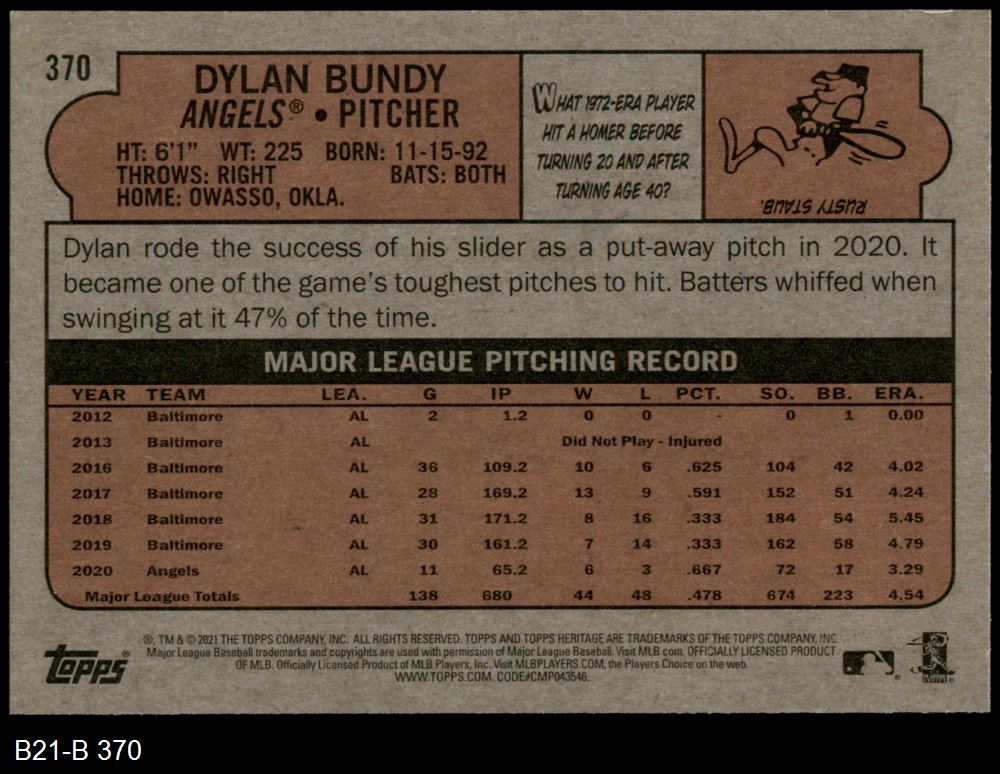 370
DYLAN BUNDY
ANGELS® • PITCHER
HT: 6'1" WT: 225 BORN: 11-15-92
THROWS: RIGHT BATS: BOTH
HOME: OWASSO, OKLA.
WHAT 1972-ERA PLAYER
HIT A HOMER BEFORE
TURNING 20 AND AFTER
TURNING AGE 40?
RUSTY STAUB.
Dylan rode the success of his slider as a put-away pitch in 2020. It
became one of the game's toughest pitches to hit. Batters whiffed when
swinging at it 47% of the time.
MAJOR LEAGUE PITCHING RECORD
YEAR TEAM LEA. G IP W L PCT. SO. BB. ERA.
2012 Baltimore AL 2 1.2 0 0 - 0 1 0.00
2013 Baltimore AL Did Not Play - Injured
2016 Baltimore AL 36 109.2 10 6 .625 104 42 4.02
2017 Baltimore AL 28 169.2 13 9 .591 152 51 4.24
2018 Baltimore AL 31 171.2 8 16 .333 184 54 5.45
2019 Baltimore AL 30 161.2 7 14 .333 162 58 4.79
2020 Angels AL 11 65.2 6 3 .667 72 17 3.29
Major League Totals 138 680 44 48 .478 674 223 4.54
Topps®
®, TM & © 2021 THE TOPPS COMPANY, INC. ALL RIGHTS RESERVED. TOPPS AND TOPPS HERITAGE ARE TRADEMARKS OF THE TOPPS COMPANY, INC.
Major League Baseball trademarks and copyrights are used with permission of Major League Baseball. Visit MLB.com. OFFICIALLY LICENSED PRODUCT
OF MLB. Officially Licensed Product of MLB Players, Inc. Visit MLBPLAYERS.COM, the Players Choice on the web.
WWW.TOPPS.COM. CODE#CMP043546.
B21-B 370